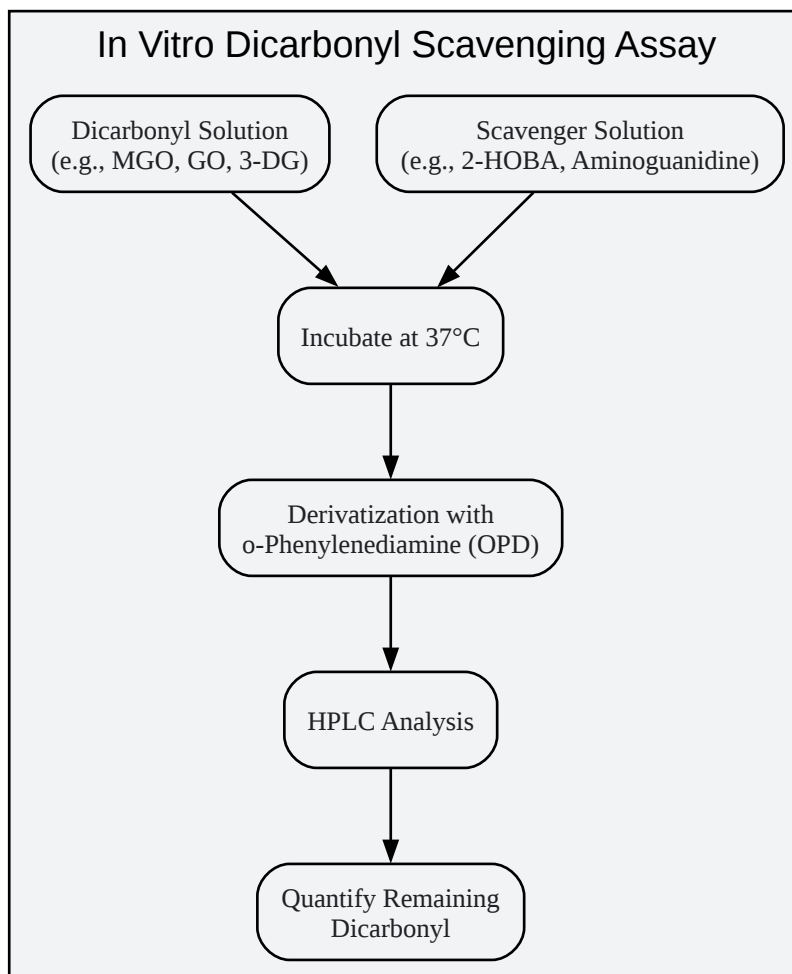 In Vitro Dicarbonyl Scavenging Assay
Dicarbonyl Solution
(e.g., MGO, GO, 3-DG)
Scavenger Solution
(e.g., 2-HOBA, Aminoguanidine)
Incubate at 37°C
Derivatization with
o-Phenylenediamine (OPD)
HPLC Analysis
Quantify Remaining
Dicarbonyl